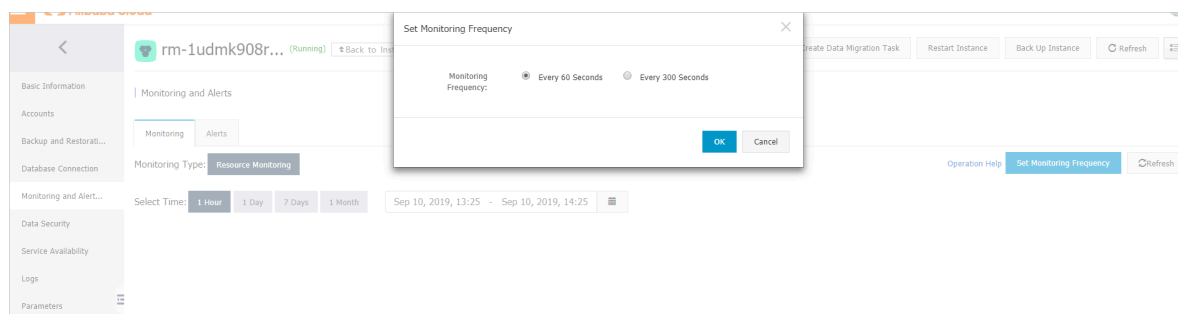 Set Monitoring Frequency
rm-1udmk908r... (Running) Back to Inst
Create Data Migration Task Restart Instance Back Up Instance Refresh
Monitoring Frequency:
Every 60 Seconds Every 300 Seconds
OK Cancel
Basic Information
Accounts
Backup and Restorati...
Database Connection
Monitoring and Alert...
Data Security
Service Availability
Logs
Parameters
Monitoring and Alerts
Monitoring Alerts
Monitoring Type: Resource Monitoring
Operation Help Set Monitoring Frequency Refresh
Select Time: 1 Hour 1 Day 7 Days 1 Month Sep 10, 2019, 13:25 - Sep 10, 2019, 14:25